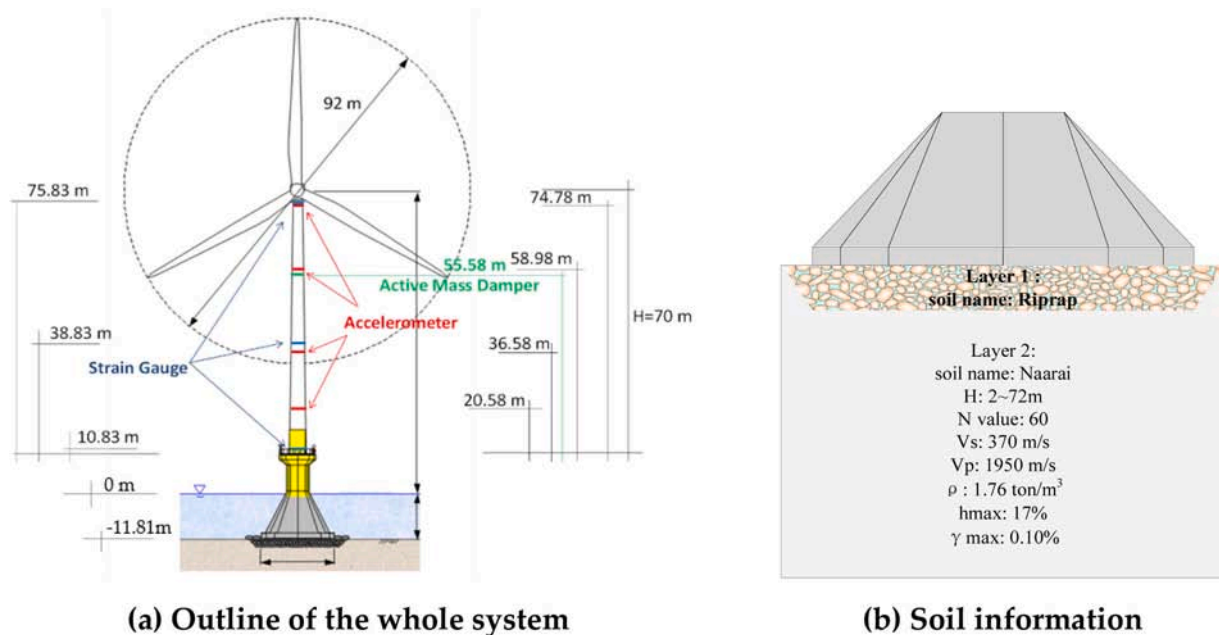 92 m
75.83 m
74.78 m
55.58 m
58.98 m
Active Mass Damper
Accelerometer
H=70 m
38.83 m
36.58 m
Strain Gauge
20.58 m
10.83 m
0 m
-11.81m
(a) Outline of the whole system
Layer 1 :
soil name: Riprap
Layer 2:
soil name: Naarai
H: 2~72m
N value: 60
Vs: 370 m/s
Vp: 1950 m/s
ρ : 1.76 ton/m³
hmax: 17%
γ max: 0.10%
(b) Soil information